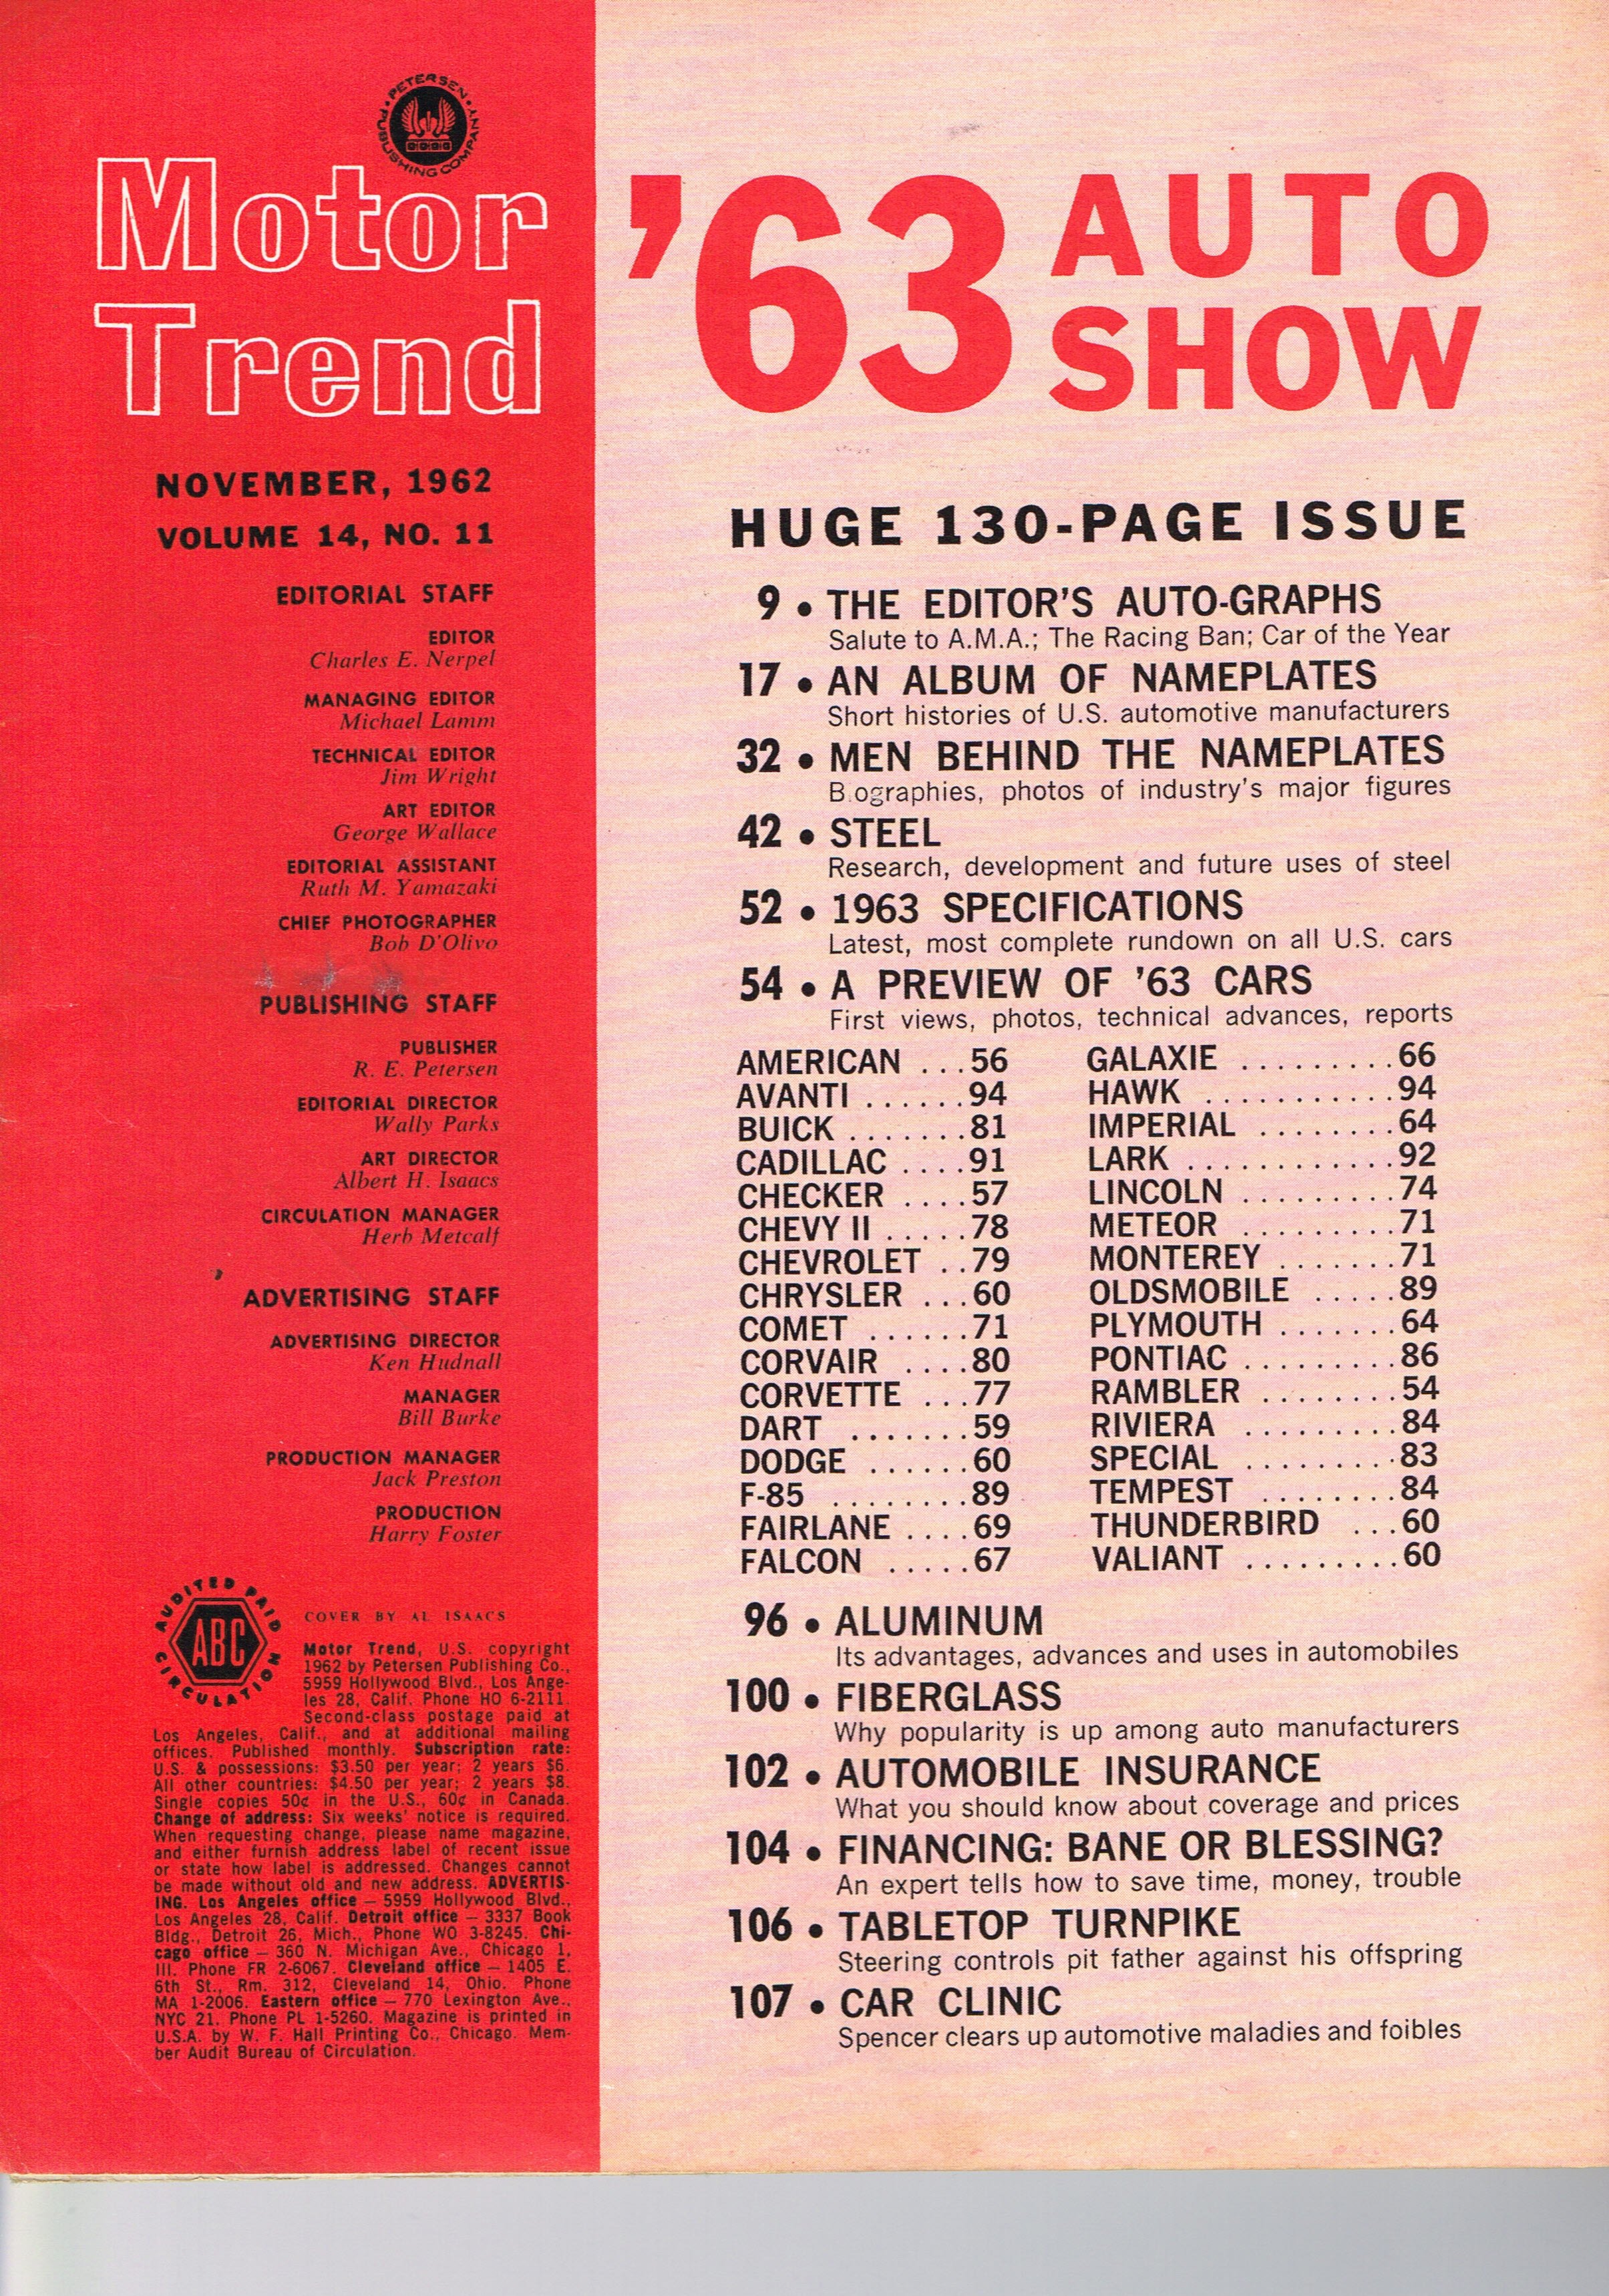 PETERSEN PUBLISHING COMPANY
Motor
Trend
NOVEMBER, 1962
VOLUME 14, NO. 11
EDITORIAL STAFF
EDITOR
Charles E. Nerpel
MANAGING EDITOR
Michael Lamm
TECHNICAL EDITOR
Jim Wright
ART EDITOR
George Wallace
EDITORIAL ASSISTANT
Ruth M. Yamazaki
CHIEF PHOTOGRAPHER
Bob D'Olivo
PUBLISHING STAFF
PUBLISHER
R. E. Petersen
EDITORIAL DIRECTOR
Wally Parks
ART DIRECTOR
Albert H. Isaacs
CIRCULATION MANAGER
Herb Metcalf
ADVERTISING STAFF
ADVERTISING DIRECTOR
Ken Hudnall
MANAGER
Bill Burke
PRODUCTION MANAGER
Jack Preston
PRODUCTION
Harry Foster
AUDITED PAID CIRCULATION
ABC
COVER BY AL ISAACS
Motor Trend, U.S. copyright
1962 by Petersen Publishing Co.,
5959 Hollywood Blvd., Los Ange-
les 28, Calif. Phone HO 6-2111.
Second-class postage paid at
Los Angeles, Calif., and at additional mailing
offices. Published monthly. Subscription rate:
U.S. & possessions: $3.50 per year; 2 years $6.
All other countries: $4.50 per year; 2 years $8.
Single copies 50¢ in the U.S., 60¢ in Canada.
Change of address: Six weeks' notice is required.
When requesting change, please name magazine,
and either furnish address label of recent issue
or state how label is addressed. Changes cannot
be made without old and new address. ADVERTIS-
ING. Los Angeles office — 5959 Hollywood Blvd.,
Los Angeles 28, Calif. Detroit office — 3337 Book
Bldg., Detroit 26, Mich., Phone WO 3-8245. Chi-
cago office — 360 N. Michigan Ave., Chicago 1,
Ill. Phone FR 2-6067. Cleveland office — 1405 E.
6th St., Rm. 312, Cleveland 14, Ohio. Phone
MA 1-2006. Eastern office — 770 Lexington Ave.,
NYC 21. Phone PL 1-5260. Magazine is printed in
U.S.A. by W. F. Hall Printing Co., Chicago. Mem-
ber Audit Bureau of Circulation.
'63 AUTO
SHOW
HUGE 130-PAGE ISSUE
9 • THE EDITOR'S AUTO-GRAPHS
Salute to A.M.A.; The Racing Ban; Car of the Year
17 • AN ALBUM OF NAMEPLATES
Short histories of U.S. automotive manufacturers
32 • MEN BEHIND THE NAMEPLATES
B.ographies, photos of industry's major figures
42 • STEEL
Research, development and future uses of steel
52 • 1963 SPECIFICATIONS
Latest, most complete rundown on all U.S. cars
54 • A PREVIEW OF '63 CARS
First views, photos, technical advances, reports
AMERICAN ...56
AVANTI ......94
BUICK .......81
CADILLAC ....91
CHECKER ....57
CHEVY II .....78
CHEVROLET ..79
CHRYSLER ...60
COMET ......71
CORVAIR ....80
CORVETTE ...77
DART .......59
DODGE ......60
F-85 ........89
FAIRLANE ....69
FALCON .....67
GALAXIE .........66
HAWK ...........94
IMPERIAL ........64
LARK ............92
LINCOLN .........74
METEOR .........71
MONTEREY .......71
OLDSMOBILE .....89
PLYMOUTH .......64
PONTIAC .........86
RAMBLER ........54
RIVIERA .........84
SPECIAL .........83
TEMPEST ........84
THUNDERBIRD ...60
VALIANT .........60
96 • ALUMINUM
Its advantages, advances and uses in automobiles
100 • FIBERGLASS
Why popularity is up among auto manufacturers
102 • AUTOMOBILE INSURANCE
What you should know about coverage and prices
104 • FINANCING: BANE OR BLESSING?
An expert tells how to save time, money, trouble
106 • TABLETOP TURNPIKE
Steering controls pit father against his offspring
107 • CAR CLINIC
Spencer clears up automotive maladies and foibles